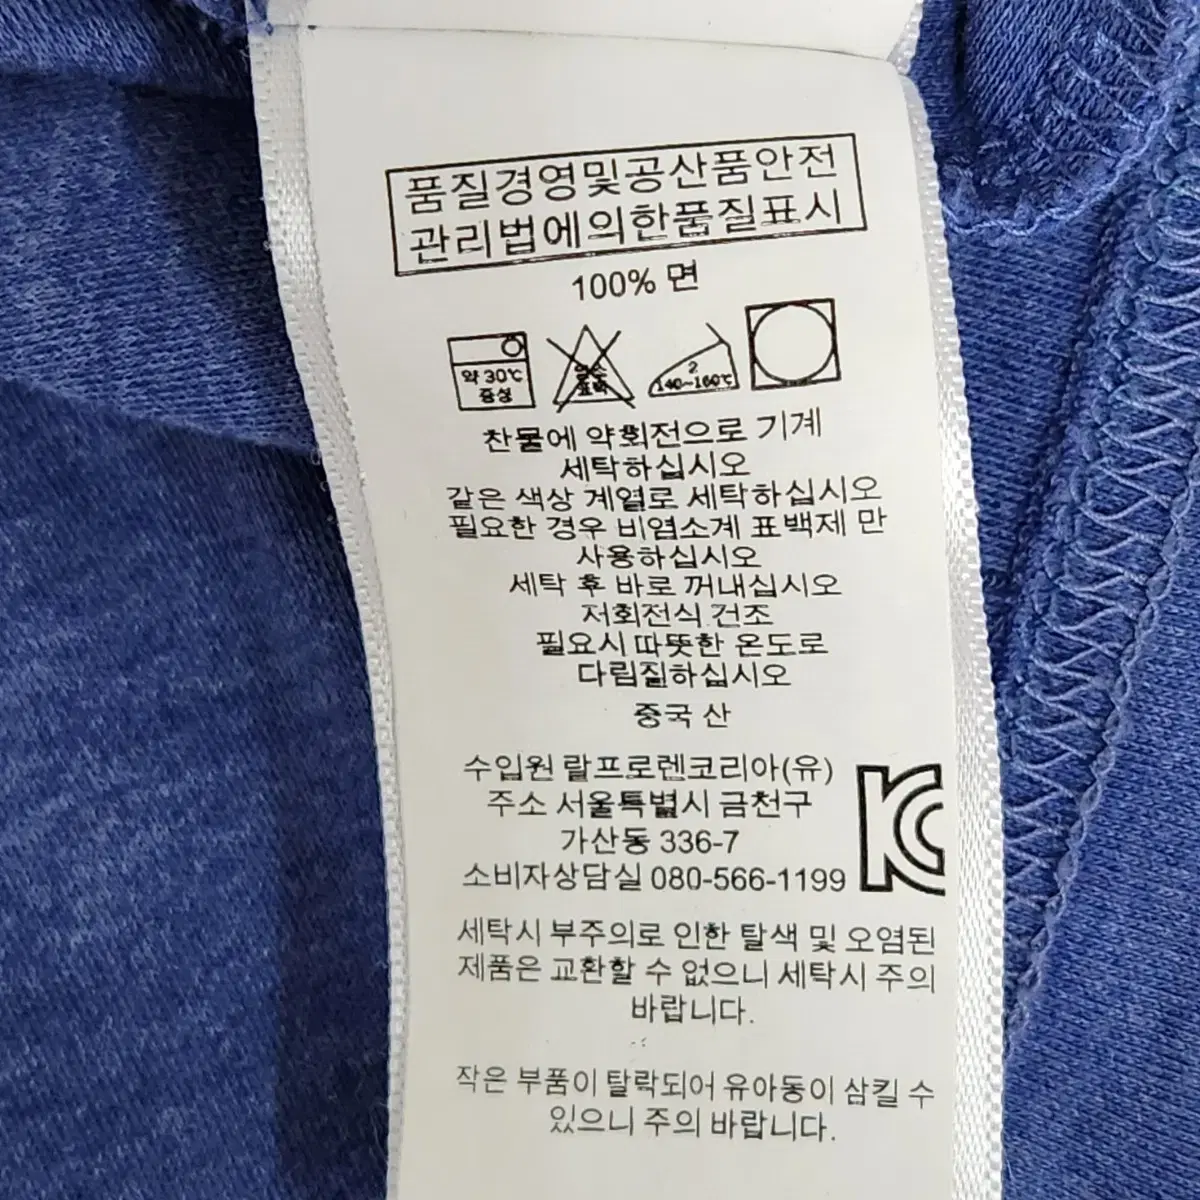 품질경영및공산품안전
관리법에의한품질표시
100% 면
약 30℃
중성
염소
표백
2
140~160℃
찬물에 약회전으로 기계
세탁하십시오
같은 색상 계열로 세탁하십시오
필요한 경우 비염소계 표백제 만
사용하십시오
세탁 후 바로 꺼내십시오
저회전식 건조
필요시 따뜻한 온도로
다림질하십시오
중국 산
수입원 랄프로렌코리아(유)
주소 서울특별시 금천구
가산동 336-7
소비자상담실 080-566-1199
KC
세탁시 부주의로 인한 탈색 및 오염된
제품은 교환할 수 없으니 세탁시 주의
바랍니다.
작은 부품이 탈락되어 유아동이 삼킬 수
있으니 주의 바랍니다.